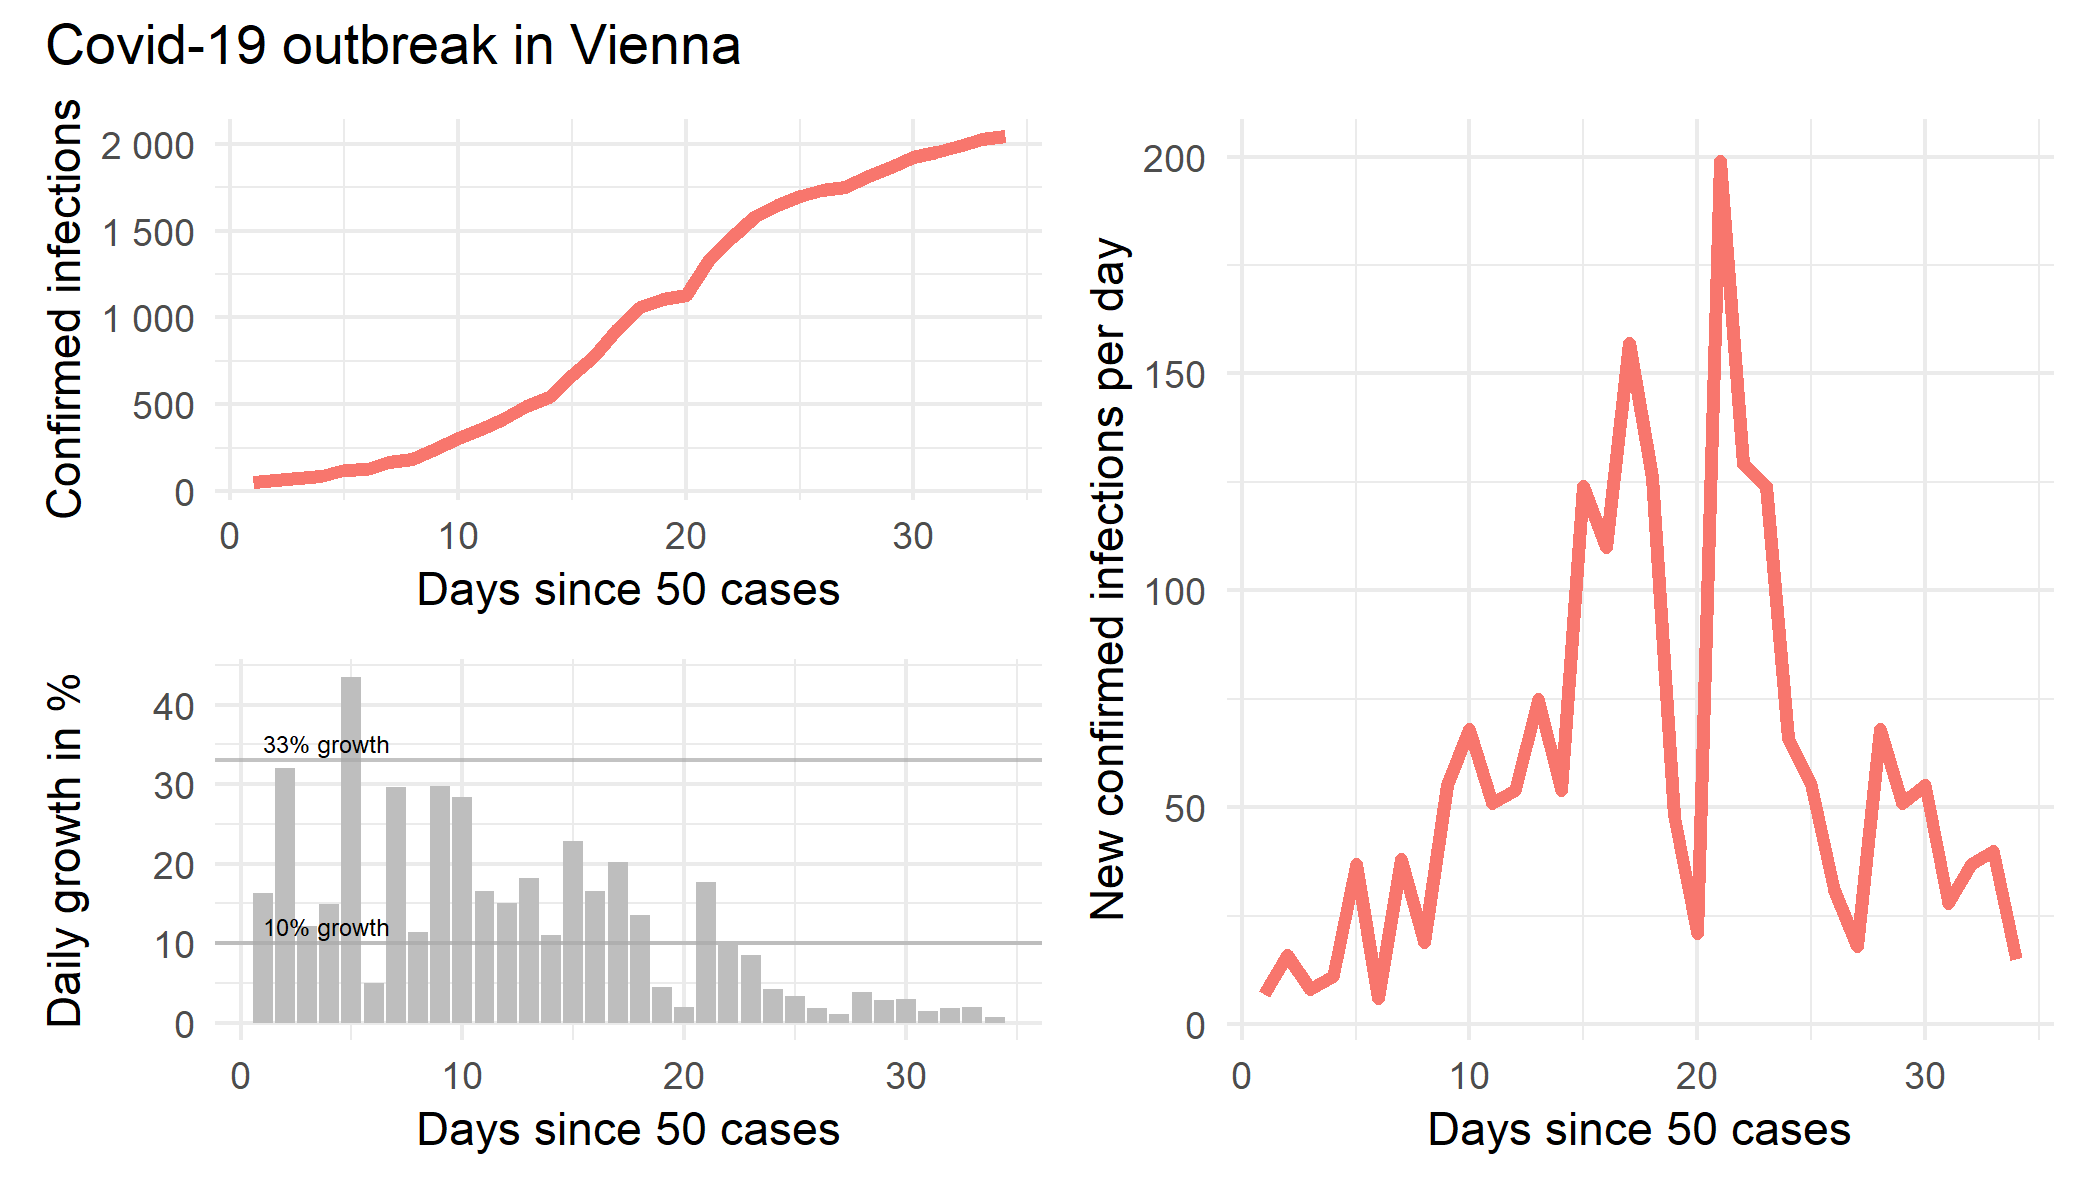 Covid-19 outbreak in Vienna
Confirmed infections
2 000
1 500
1 000
500
0
0 10 20 30
Days since 50 cases
Daily growth in %
40
30
20
10
0
33% growth
10% growth
0 10 20 30
Days since 50 cases
New confirmed infections per day
200
150
100
50
0
0 10 20 30
Days since 50 cases